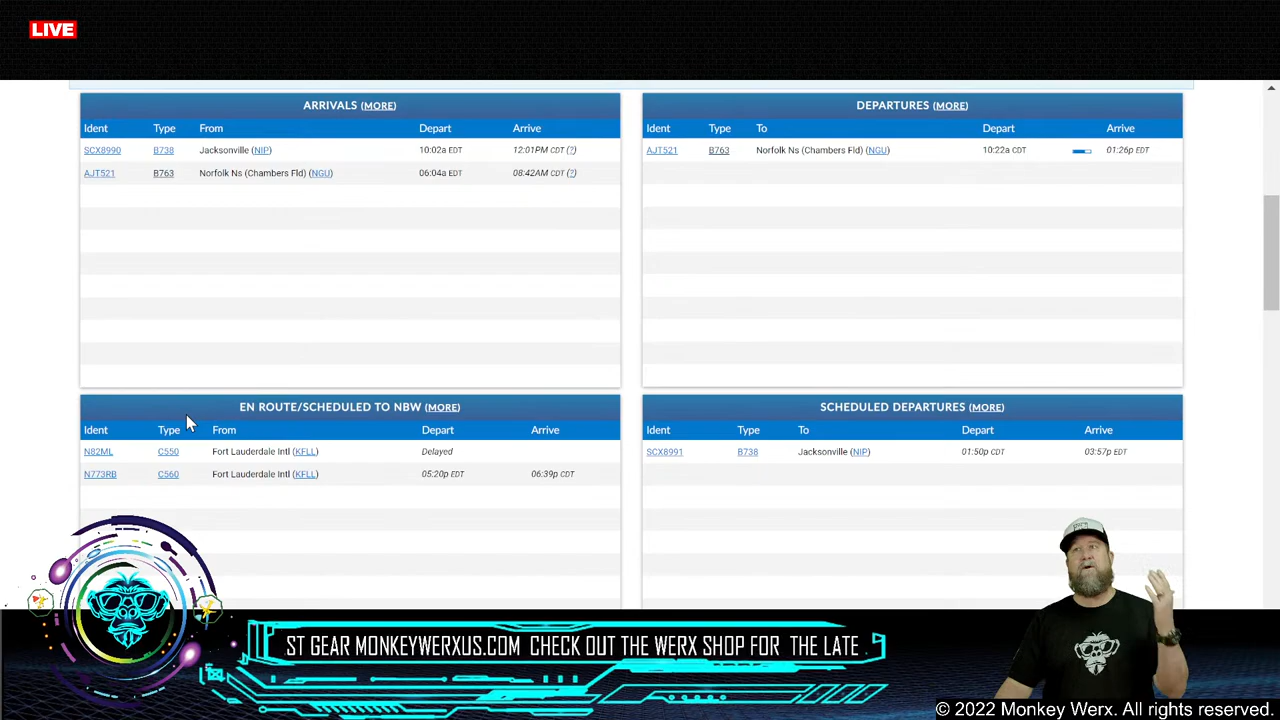 LIVE
ARRIVALS (MORE)
Ident Type From Depart Arrive
SCX8990 B738 Jacksonville (NIP) 10:02a EDT 12:01PM CDT (?)
AJT521 B763 Norfolk Ns (Chambers Fld) (NGU) 06:04a EDT 08:42AM CDT (?)
DEPARTURES (MORE)
Ident Type To Depart Arrive
AJT521 B763 Norfolk Ns (Chambers Fld) (NGU) 10:22a CDT 01:26p EDT
EN ROUTE/SCHEDULED TO NBW (MORE)
Ident Type From Depart Arrive
N82ML C550 Fort Lauderdale Intl (KFLL) Delayed
N773RB C560 Fort Lauderdale Intl (KFLL) 05:20p EDT 06:39p CDT
SCHEDULED DEPARTURES (MORE)
Ident Type To Depart Arrive
SCX8991 B738 Jacksonville (NIP) 01:50p CDT 03:57p EDT
ST GEAR MONKEYWERXUS.COM CHECK OUT THE WERX SHOP FOR THE LATE
© 2022 Monkey Werx. All rights reserved.